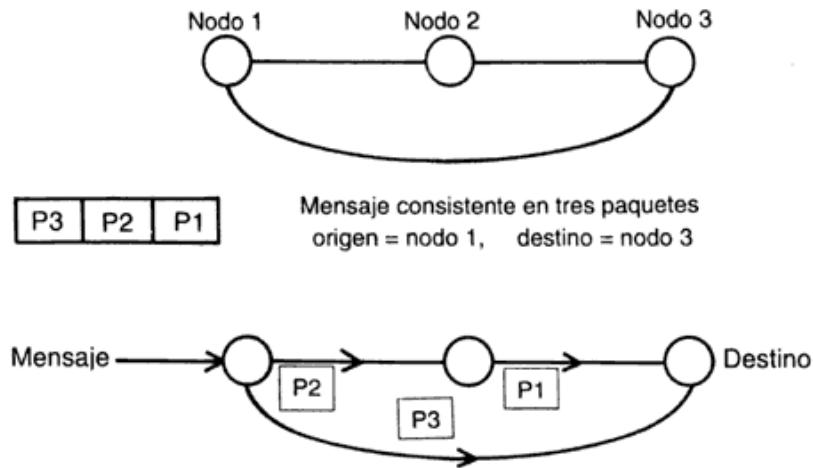 Nodo 1 Nodo 2 Nodo 3
P3 P2 P1
Mensaje consistente en tres paquetes
origen = nodo 1, destino = nodo 3
Mensaje
Destino
P2
P1
P3